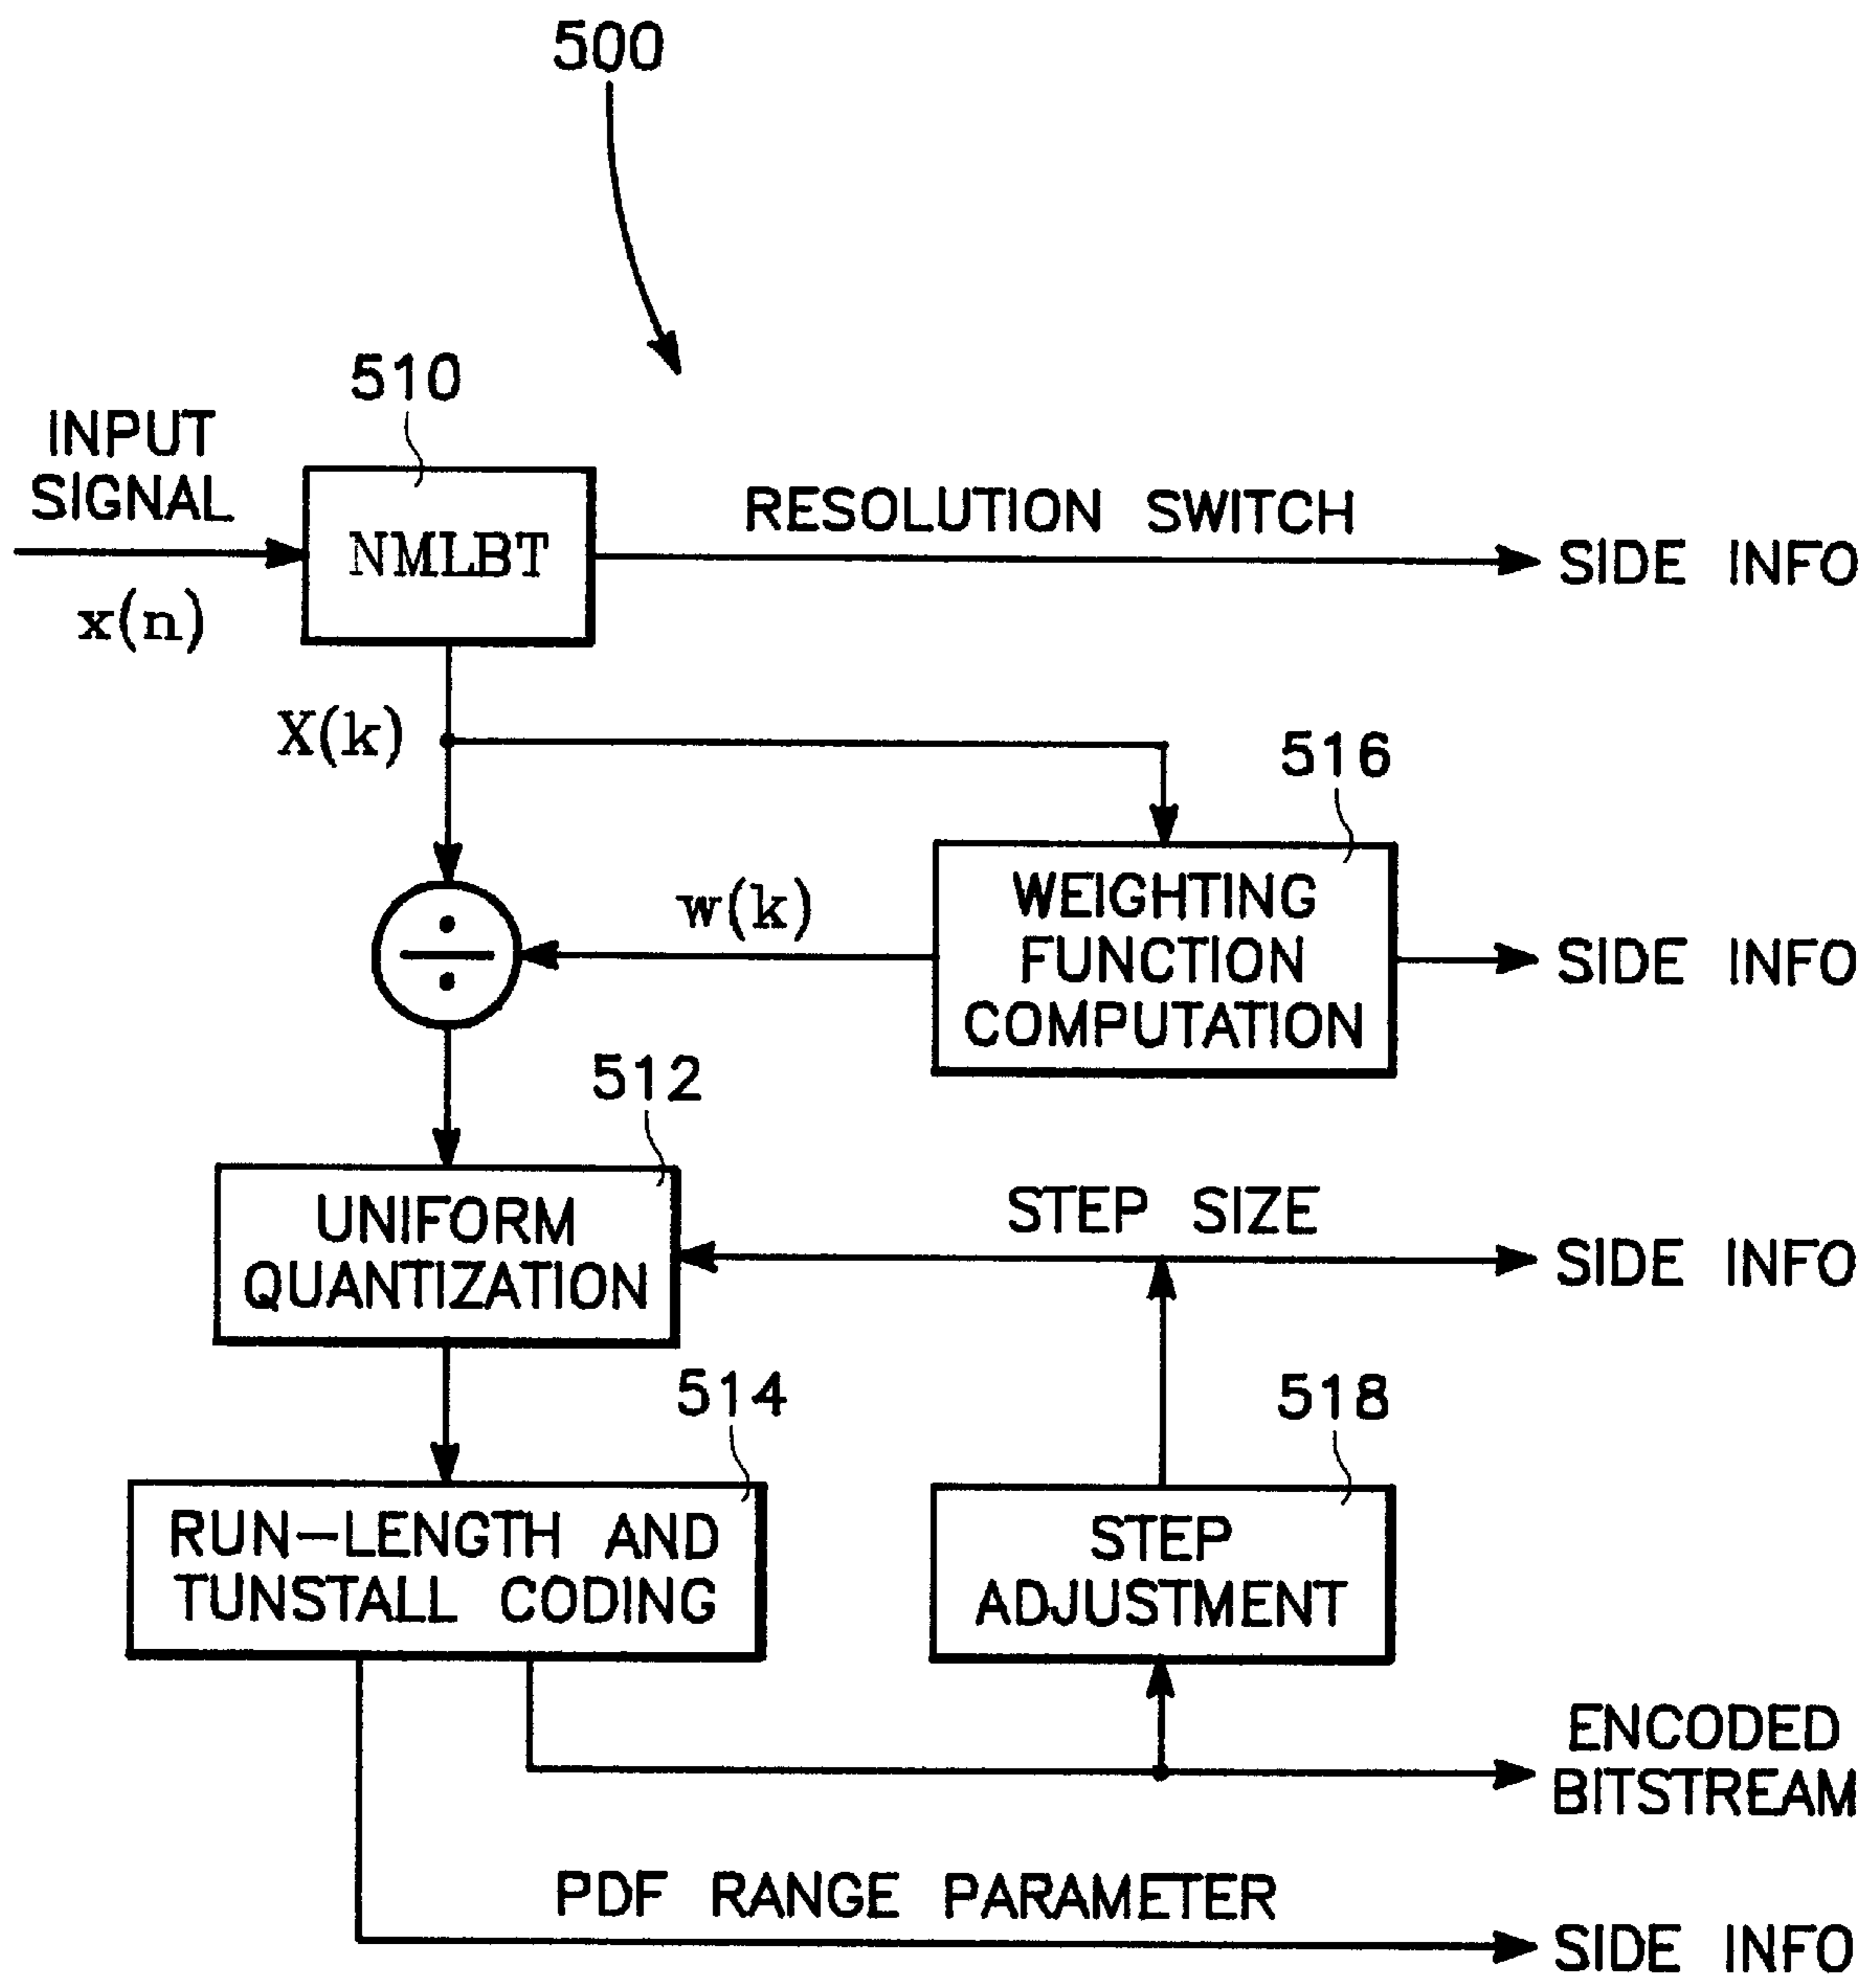 500
510
INPUT
SIGNAL
x(n)
NMLBT
RESOLUTION SWITCH
SIDE INFO
X(k)
516
w(k)
WEIGHTING
FUNCTION
COMPUTATION
SIDE INFO
÷
512
UNIFORM
QUANTIZATION
STEP SIZE
SIDE INFO
514
518
RUN-LENGTH AND
TUNSTALL CODING
STEP
ADJUSTMENT
ENCODED
BITSTREAM
PDF RANGE PARAMETER
SIDE INFO